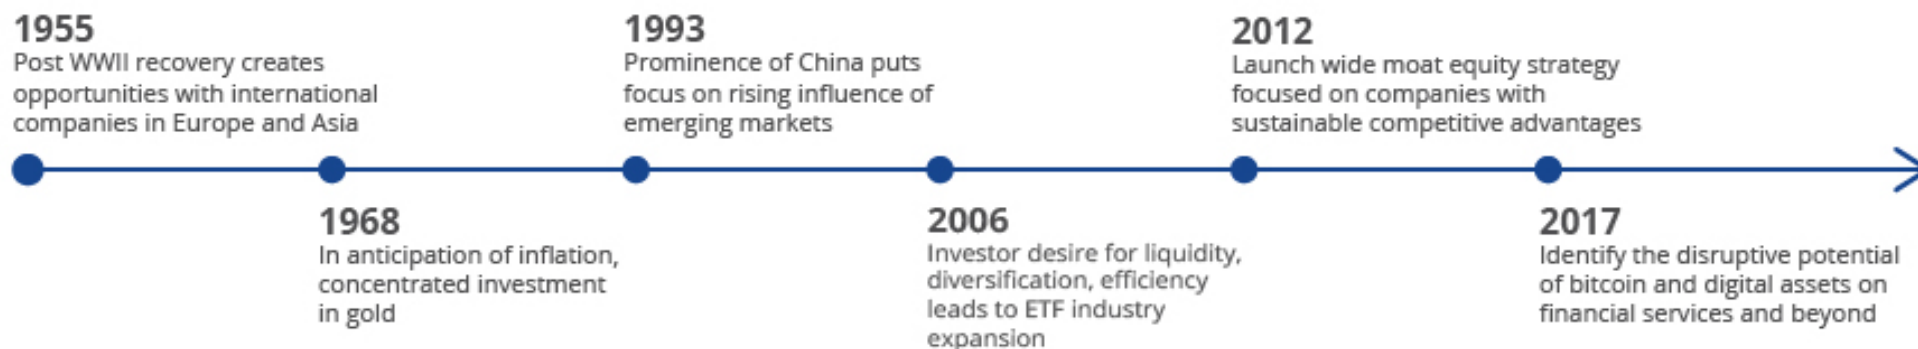 1955
Post WWII recovery creates
opportunities with international
companies in Europe and Asia
1968
In anticipation of inflation,
concentrated investment
in gold
1993
Prominence of China puts
focus on rising influence of
emerging markets
2006
Investor desire for liquidity,
diversification, efficiency
leads to ETF industry
expansion
2012
Launch wide moat equity strategy
focused on companies with
sustainable competitive advantages
2017
Identify the disruptive potential
of bitcoin and digital assets on
financial services and beyond